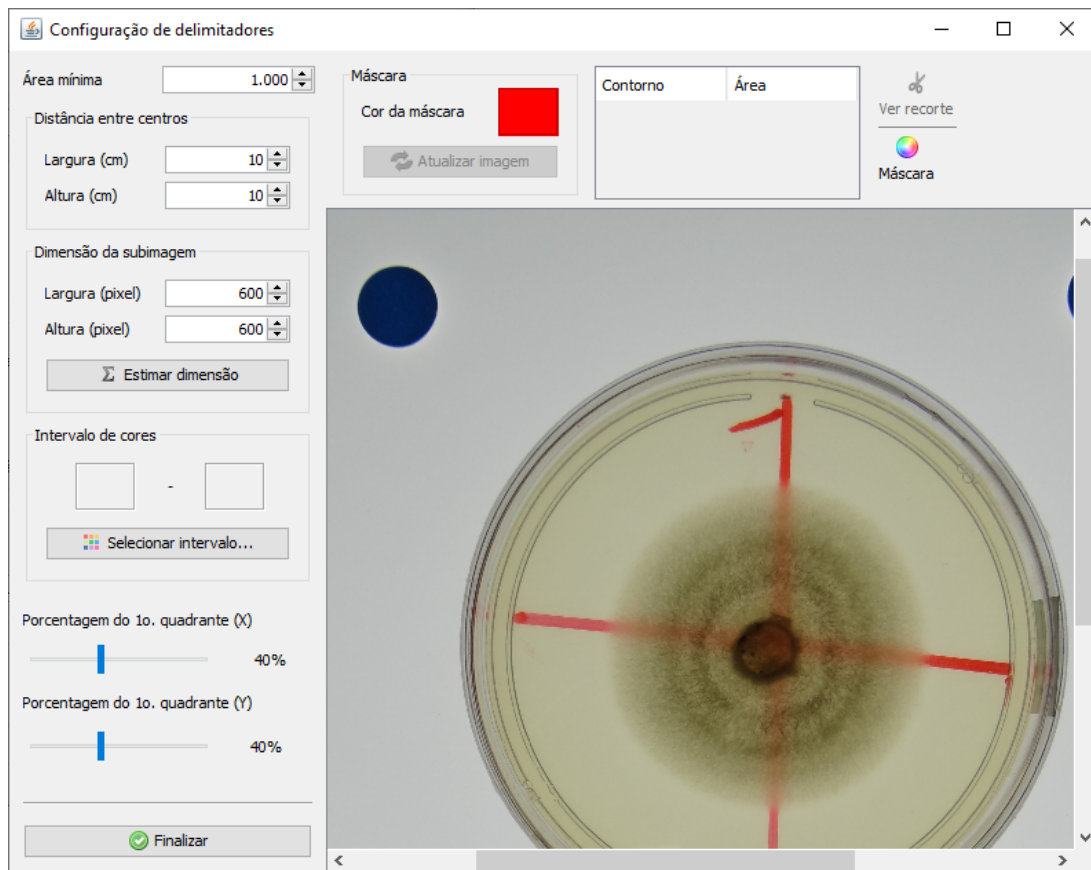 Configuração de delimitadores
Área mínima 1.000
Distância entre centros
Largura (cm) 10
Altura (cm) 10
Dimensão da subimagem
Largura (pixel) 600
Altura (pixel) 600
Σ Estimar dimensão
Intervalo de cores
-
Selecionar intervalo...
Porcentagem do 1o. quadrante (X)
40%
Porcentagem do 1o. quadrante (Y)
40%
Finalizar
Máscara
Cor da máscara
Atualizar imagem
Contorno Área
Ver recorte
Máscara
1